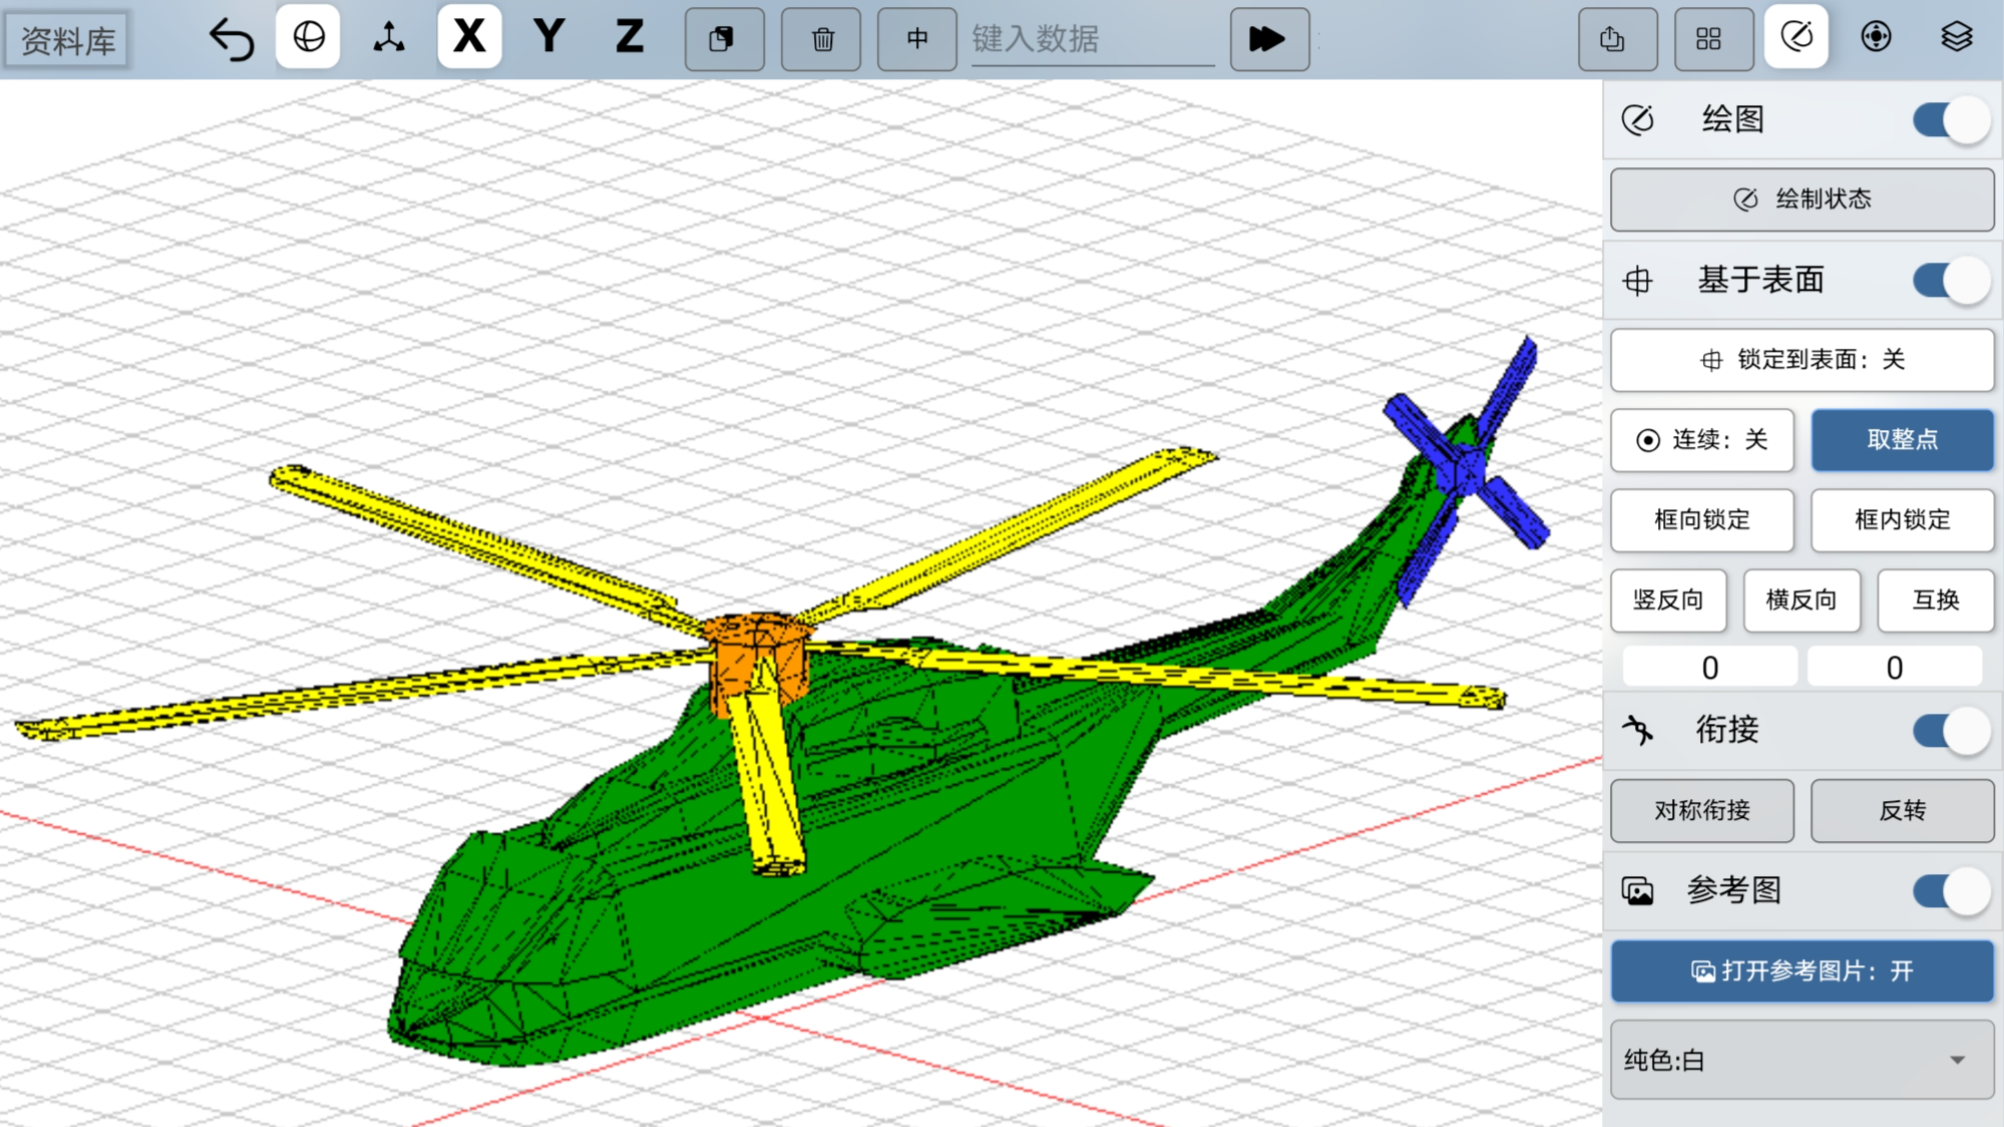 资料库 X Y Z 中 键入数据
绘图
绘制状态
基于表面
锁定到表面：关
连续：关 取整点
框向锁定 框内锁定
竖反向 横反向 互换
0 0
衔接
对称衔接 反转
参考图
打开参考图片：开
纯色:白